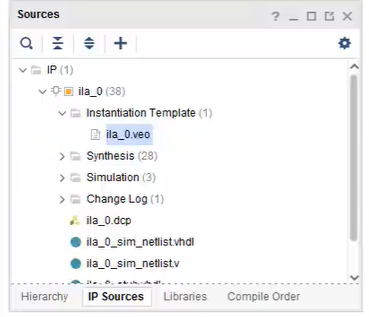 Sources
IP (1)
ila_0 (38)
Instantiation Template (1)
ila_0.veo
Synthesis (28)
Simulation (3)
Change Log (1)
ila_0.dcp
ila_0_sim_netlist.vhdl
ila_0_sim_netlist.v
Hierarchy IP Sources Libraries Compile Order